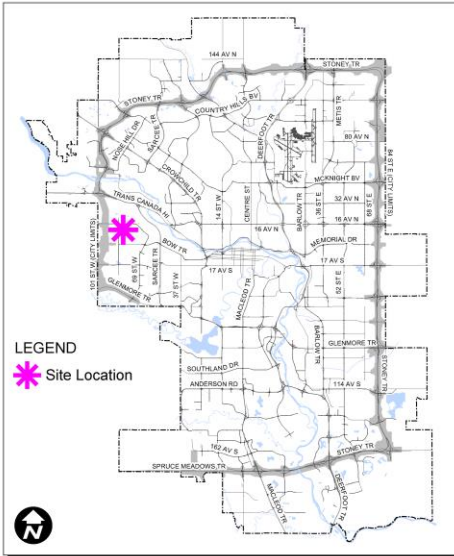 144 AV N
STONEY TR
STONEY TR
COUNTRY HILLS BV
METIS TR
NOSE HILL DR
SARCEE TR
DEERFOOT TR
80 AV N
84 ST E (CITY LIMITS)
CROWCHILD TR
MCKNIGHT BV
TRANS CANADA HI
14 ST W
CENTRE ST
BARLOW TR
36 ST E
32 AV N
68 ST E
16 AV N
16 AV N
101 ST W (CITY LIMITS)
BOW TR
MEMORIAL DR
69 ST W
SARCEE TR
37 ST W
17 AV S
17 AV S
MACLEOD TR
52 ST E
GLENMORE TR
BARLOW TR
GLENMORE TR
LEGEND
Site Location
SOUTHLAND DR
ANDERSON RD
114 AV S
STONEY TR
162 AV S
STONEY TR
SPRUCE MEADOWS TR
MACLEOD TR
DEERFOOT TR
N